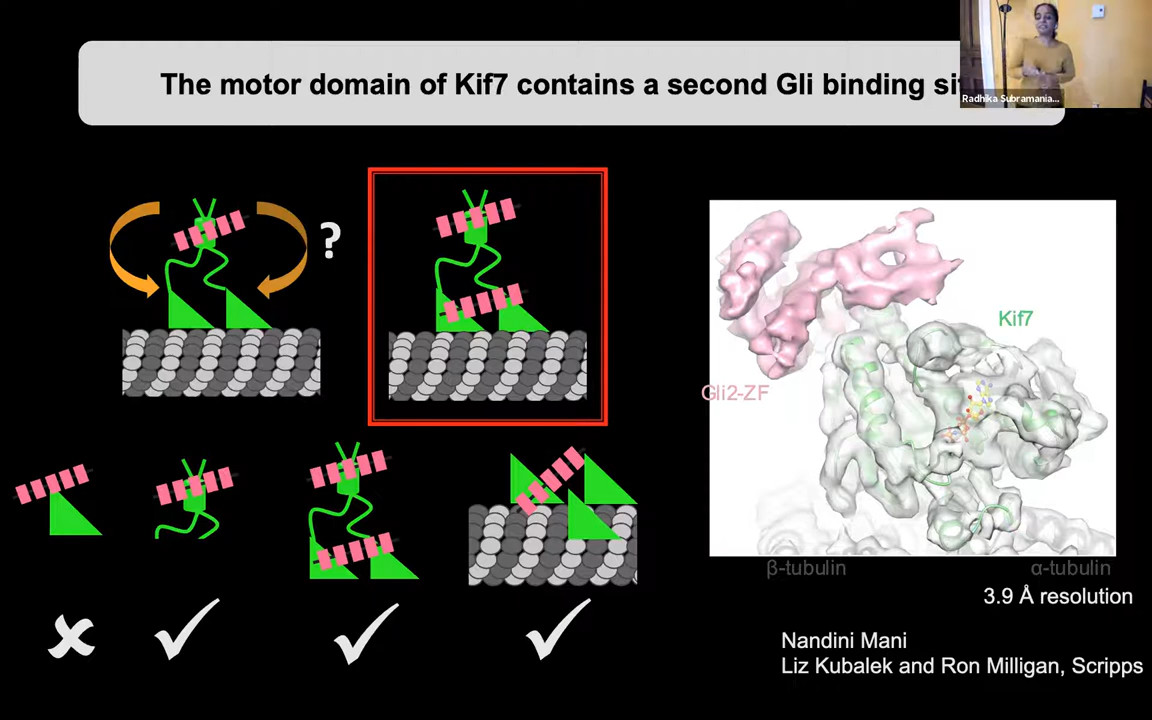 The motor domain of Kif7 contains a second Gli binding
Radhika Subramania...
?
Kif7
Gli2-ZF
β-tubulin
α-tubulin
3.9 Å resolution
Nandini Mani
Liz Kubalek and Ron Milligan, Scripps